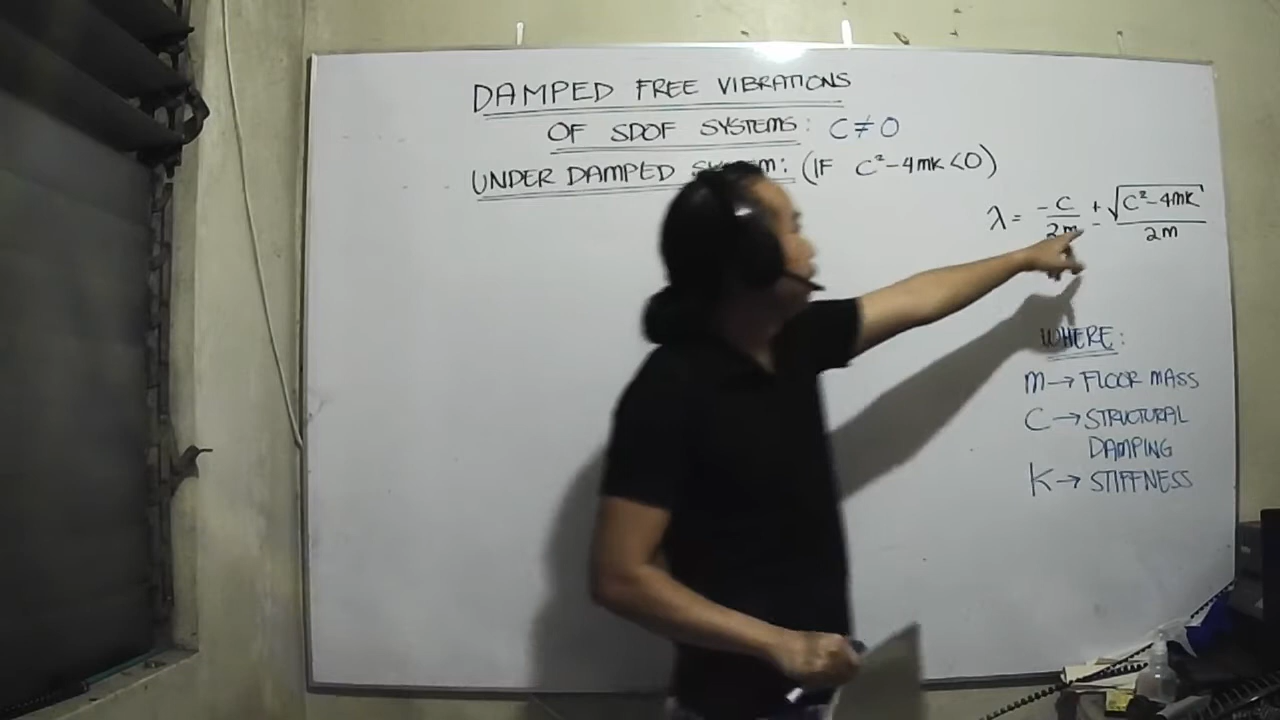 DAMPED FREE VIBRATIONS
OF SDOF SYSTEMS: C≠0
UNDER DAMPED SYSTEM: (IF C²-4mk<0)
λ = -C/2m ± √(C²-4mk)/2m
WHERE:
m→FLOOR MASS
C→STRUCTURAL
DAMPING
K→STIFFNESS